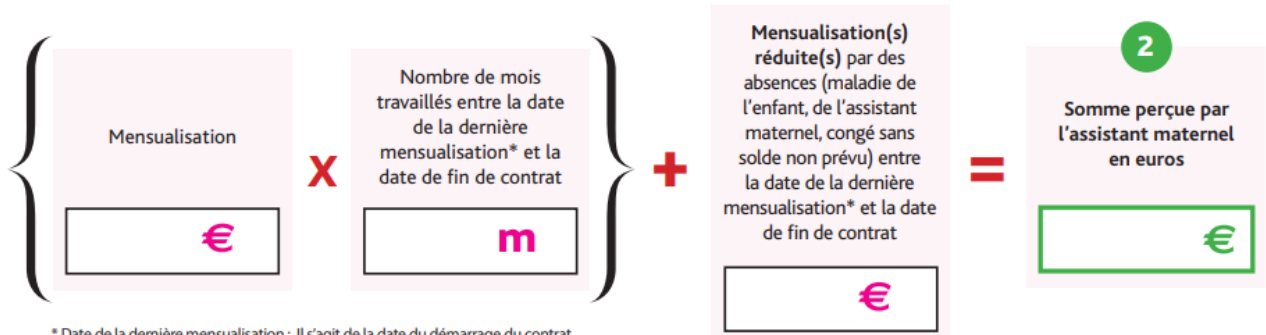 Mensualisation
€
x
Nombre de mois
travaillés entre la date
de la dernière
mensualisation* et la
date de fin de contrat
m
+
Mensualisation(s)
réduite(s) par des
absences (maladie de
l'enfant, de l'assistant
maternel, congé sans
solde non prévu) entre
la date de la dernière
mensualisation* et la date
de fin de contrat
€
=
2
Somme perçue par
l'assistant maternel
en euros
€
* Date de la dernière mensualisation : Il s'agit de la date du démarrage du contrat